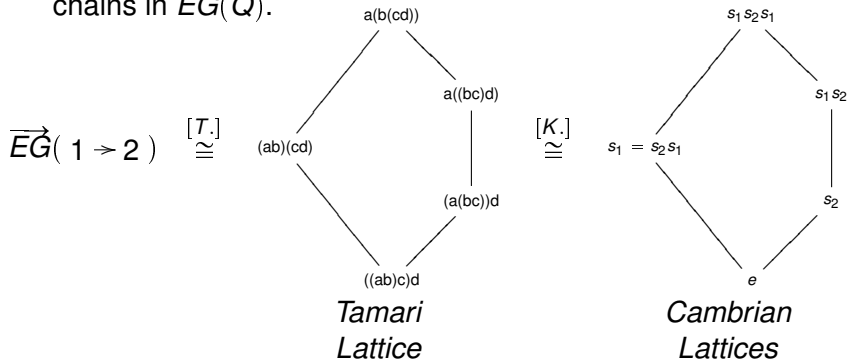 chains in EG(Q).
a(b(cd))
s₁s₂s₁
a((bc)d)
s₁s₂
EG( 1 → 2 ) [T.] ≅ (ab)(cd) [K.] ≅ s₁ = s₂s₁
(a(bc))d
s₂
((ab)c)d
e
Tamari
Lattice
Cambrian
Lattices